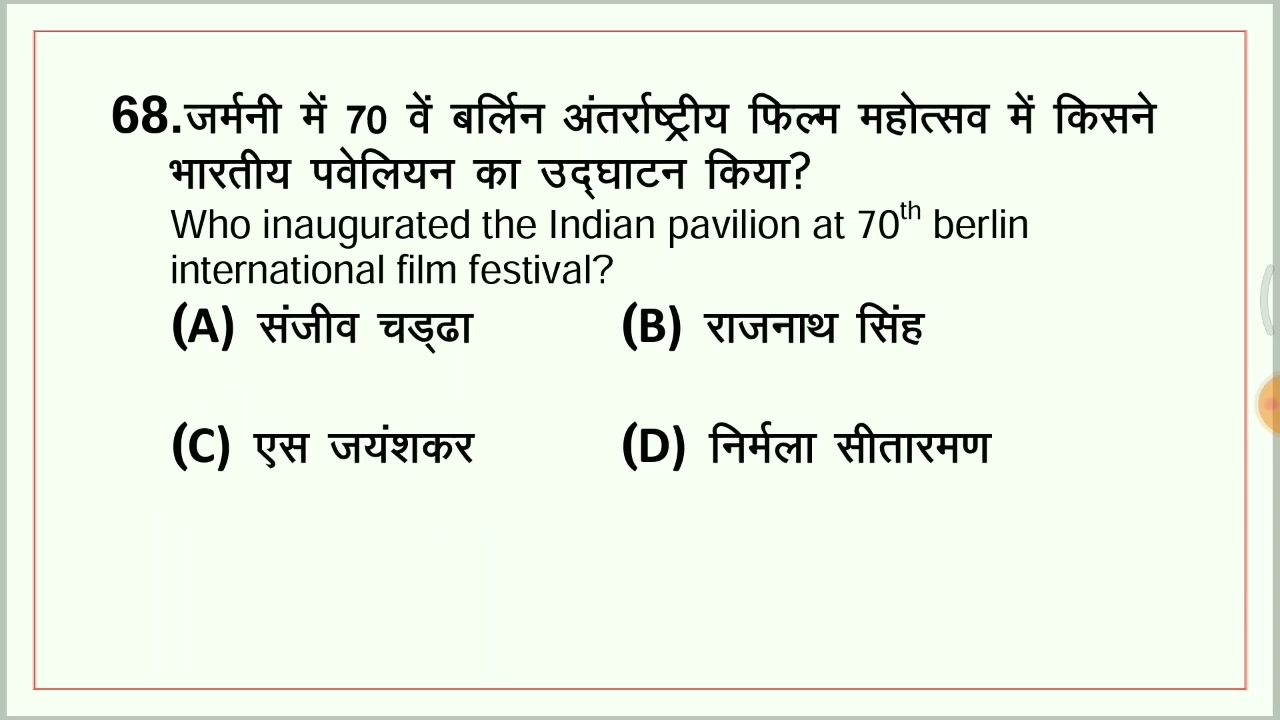 68.जर्मनी में 70 वें बर्लिन अंतर्राष्ट्रीय फिल्म महोत्सव में किसने
भारतीय पवेलियन का उद्घाटन किया?
Who inaugurated the Indian pavilion at 70th berlin
international film festival?
(A) संजीव चड्ढा (B) राजनाथ सिंह
(C) एस जयंशकर (D) निर्मला सीतारमण